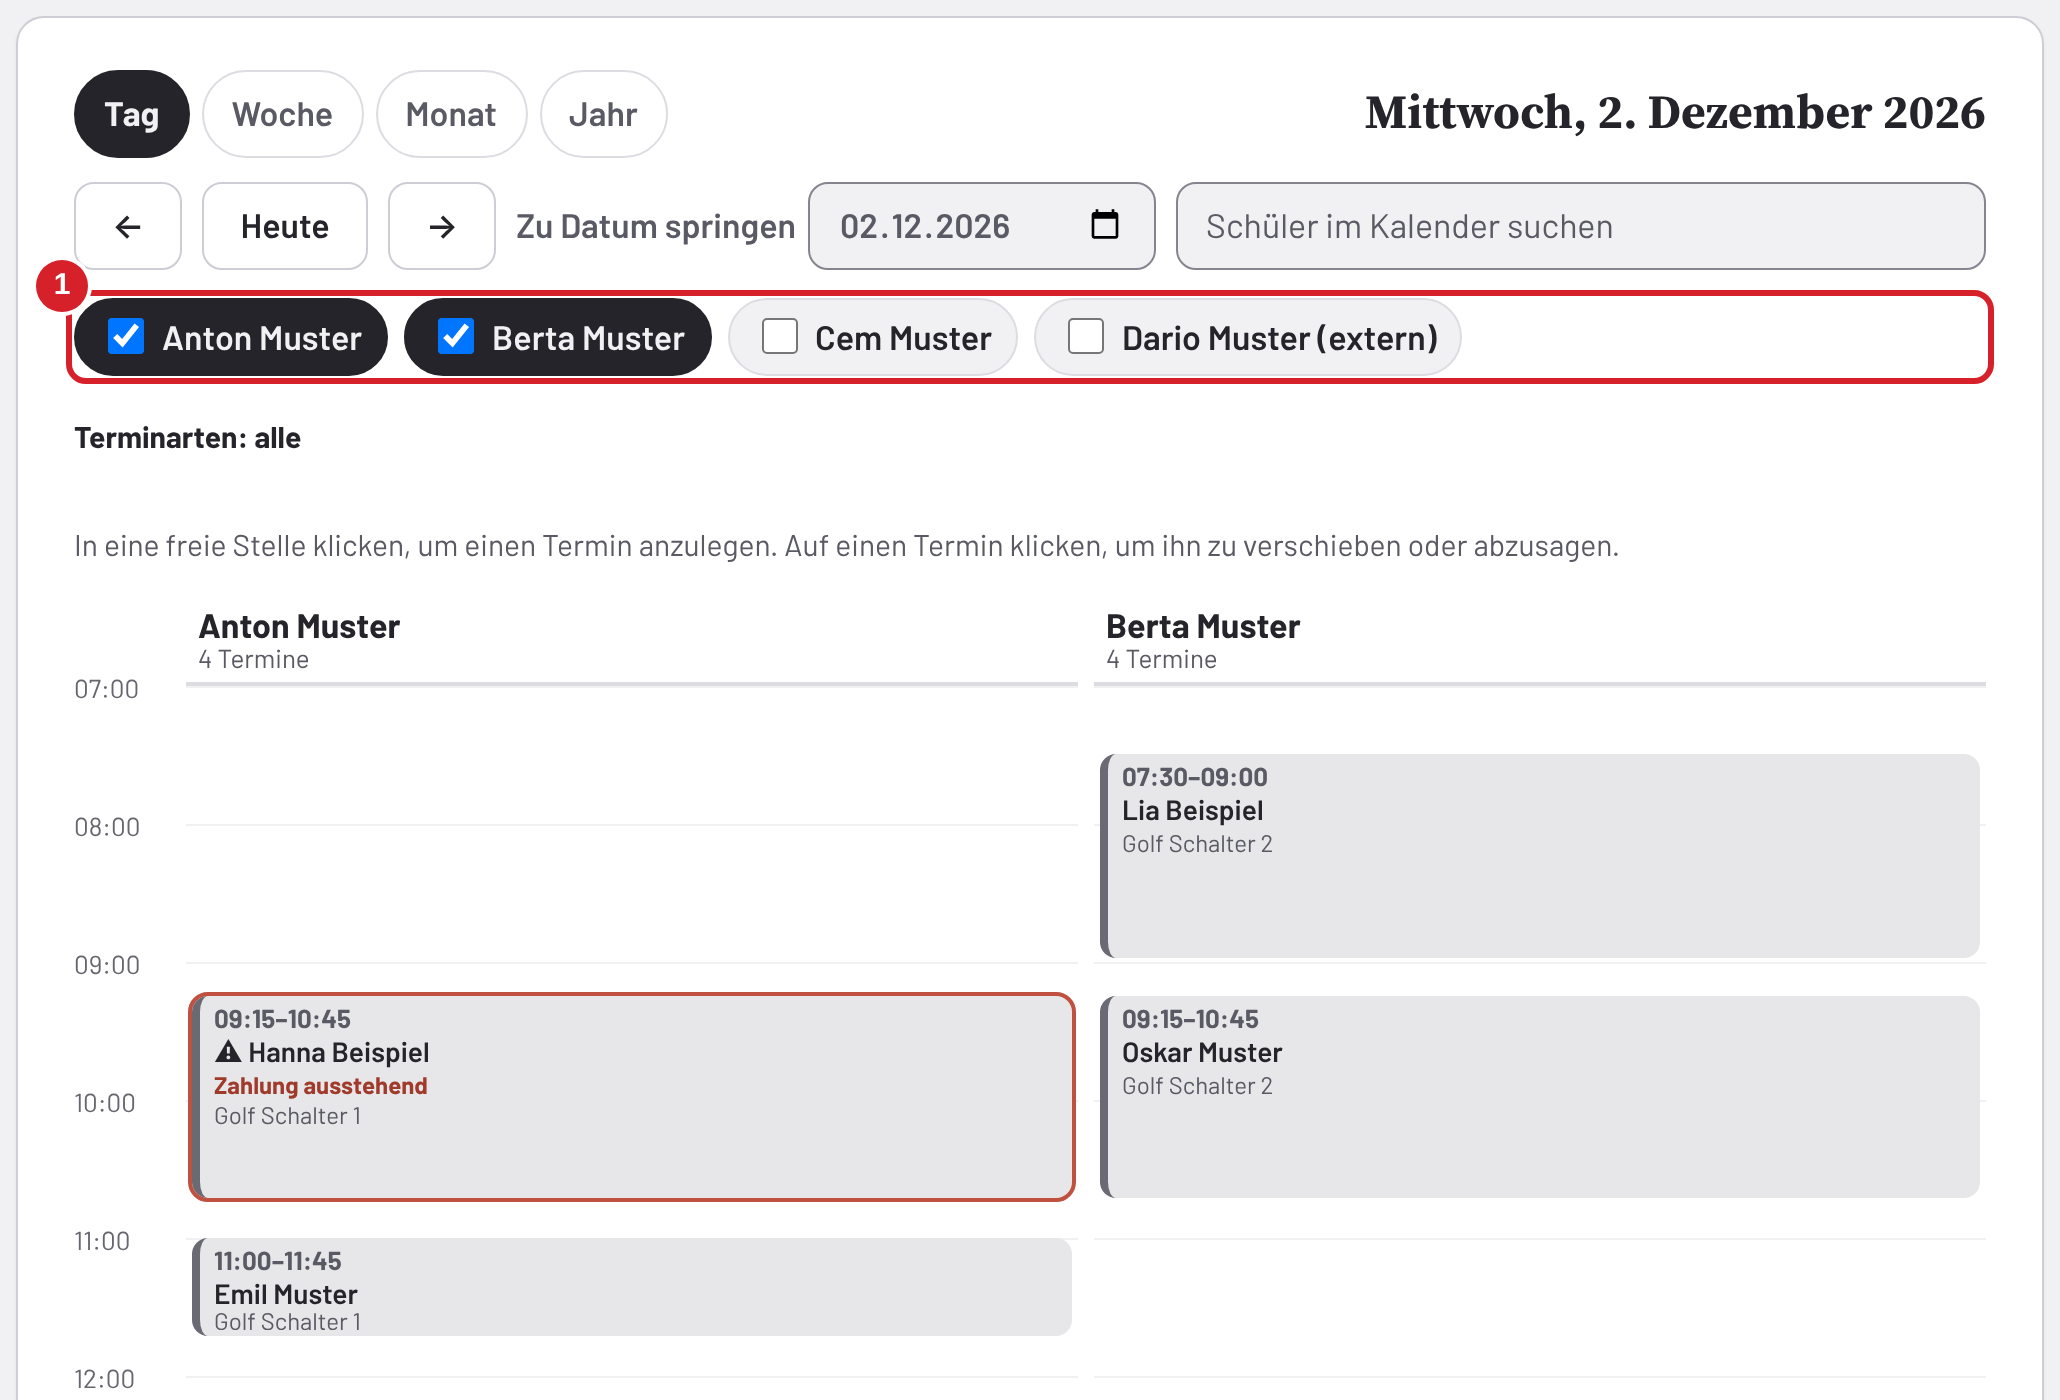 Tag Woche Monat Jahr Mittwoch, 2. Dezember 2026
← Heute → Zu Datum springen 02.12.2026 Schüler im Kalender suchen
1
Anton Muster Berta Muster Cem Muster Dario Muster (extern)
Terminarten: alle
In eine freie Stelle klicken, um einen Termin anzulegen. Auf einen Termin klicken, um ihn zu verschieben oder abzusagen.
Anton Muster Berta Muster
4 Termine 4 Termine
07:00
07:30–09:00
Lia Beispiel
08:00
Golf Schalter 2
09:00
09:15–10:45 09:15–10:45
Hanna Beispiel Oskar Muster
Zahlung ausstehend Golf Schalter 2
10:00
Golf Schalter 1
11:00
11:00–11:45
Emil Muster
Golf Schalter 1
12:00